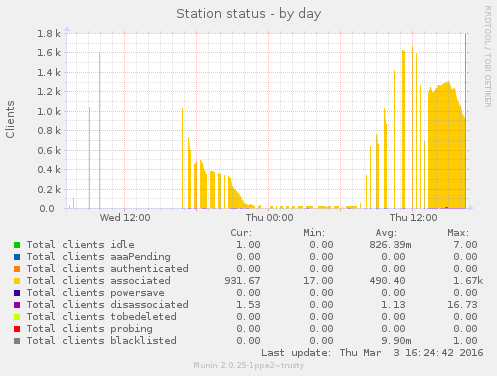 Station status - by day
RRDTOOL / TOBI OETIKER
Clients
1.8 k
1.6 k
1.4 k
1.2 k
1.0 k
0.8 k
0.6 k
0.4 k
0.2 k
0.0
Wed 12:00 Thu 00:00 Thu 12:00
Cur: Min: Avg: Max:
Total clients idle 1.00 0.00 826.39m 7.00
Total clients aaaPending 0.00 0.00 0.00 0.00
Total clients authenticated 0.00 0.00 0.00 0.00
Total clients associated 931.67 17.00 490.40 1.67k
Total clients powersave 0.00 0.00 0.00 0.00
Total clients disassociated 1.53 0.00 1.13 16.73
Total clients tobedeleted 0.00 0.00 0.00 0.00
Total clients probing 0.00 0.00 0.00 0.00
Total clients blacklisted 0.00 0.00 9.90m 1.00
Last update: Thu Mar 3 16:24:42 2016
Munin 2.0.25-1ppa2~trusty